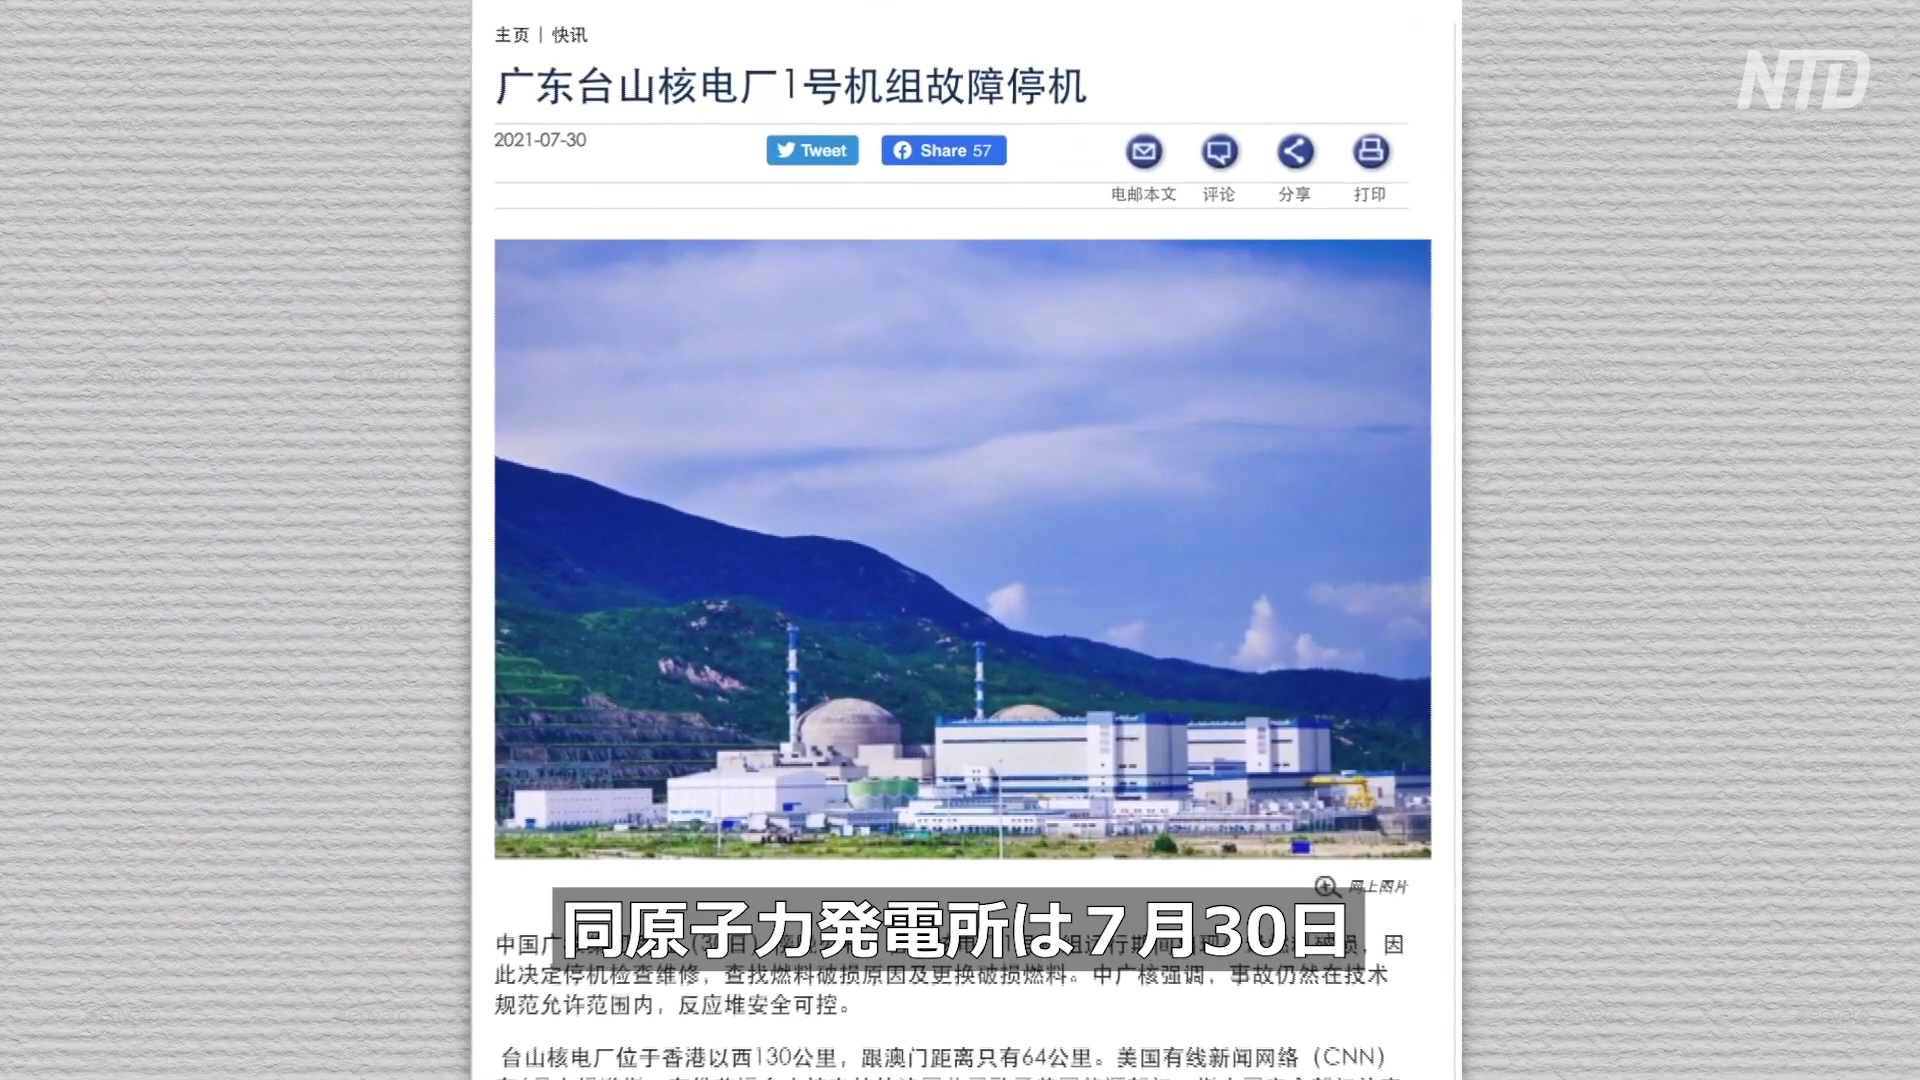 主页 | 快讯
NTD
广东台山核电厂1号机组故障停机
2021-07-30
Tweet
Share 57
电邮本文 评论 分享 打印
网上图片
同原子力発電所は7月30日
中国广
因
此决定停机检查维修，查找燃料破损原因及更换破损燃料。中广核强调，事故仍然在技术
规范允许范围内，反应堆安全可控。
台山核电厂位于香港以西130公里，跟澳门距离只有64公里。美国有线新闻网络（CNN）